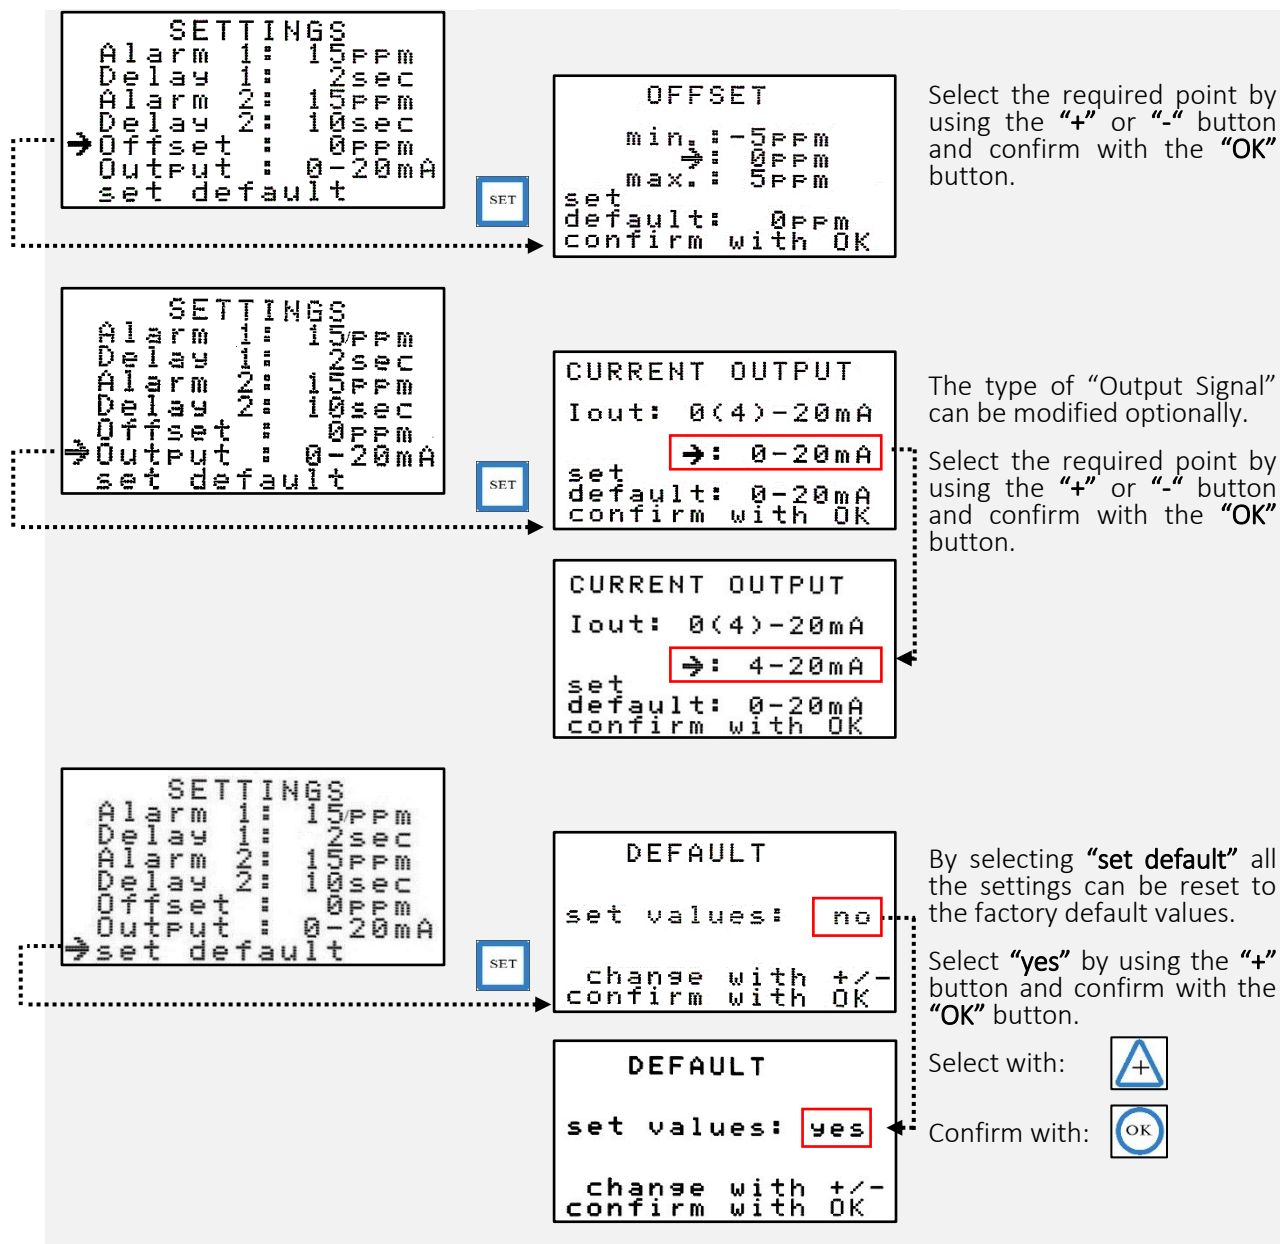 SETTINGS
Alarm 1: 15ppm
Delay 1: 2sec
Alarm 2: 15ppm
Delay 2: 10sec
→Offset : 0ppm
Output : 0-20mA
set default
SET
OFFSET
min.:-5ppm
→: 0ppm
max.: 5ppm
set
default: 0ppm
confirm with OK
Select the required point by
using the “+” or “-“ button
and confirm with the “OK”
button.
SETTINGS
Alarm 1: 15/ppm
Delay 1: 2sec
Alarm 2: 15ppm
Delay 2: 10sec
Offset : 0ppm
→Output : 0-20mA
set default
SET
CURRENT OUTPUT
Iout: 0(4)-20mA
→: 0-20mA
set
default: 0-20mA
confirm with OK
The type of “Output Signal”
can be modified optionally.
Select the required point by
using the “+” or “-“ button
and confirm with the “OK”
button.
CURRENT OUTPUT
Iout: 0(4)-20mA
→: 4-20mA
set
default: 0-20mA
confirm with OK
SETTINGS
Alarm 1: 15/ppm
Delay 1: 2sec
Alarm 2: 15ppm
Delay 2: 10sec
Offset : 0ppm
Output : 0-20mA
→set default
SET
DEFAULT
set values: no
change with +/-
confirm with OK
By selecting “set default” all
the settings can be reset to
the factory default values.
Select “yes” by using the “+”
button and confirm with the
“OK” button.
DEFAULT
set values: yes
change with +/-
confirm with OK
Select with: +
Confirm with: OK